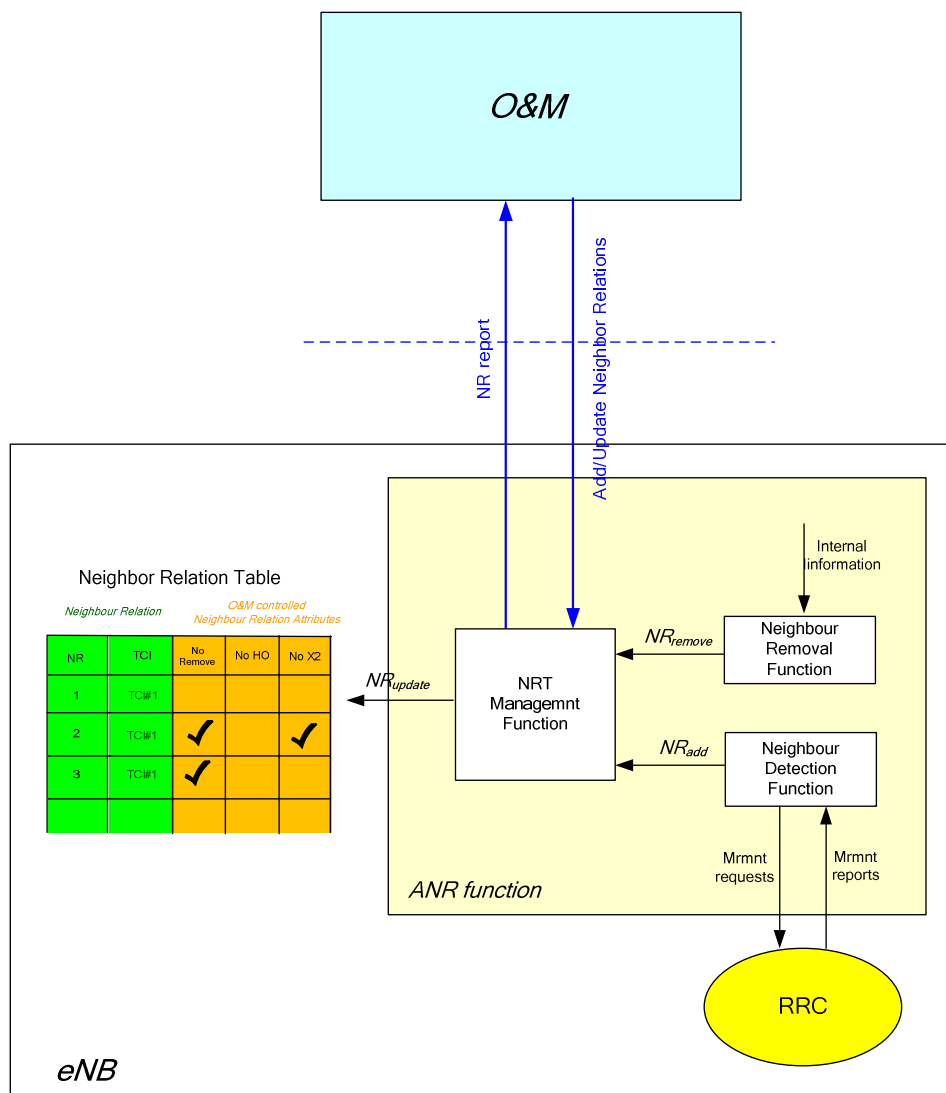 O&M
NR report
Add/Update Neighbor Relations
Internal
Iinformation
Neighbor Relation Table
Neighbour Relation
O&M controlled
Neighbour Relation Attributes
NR
TCI
No
Remove
No HO
No X2
1
TCI#1
2
TCI#1
3
TCI#1
NRupdate
NRT
Managemnt
Function
NRremove
Neighbour
Removal
Function
NRadd
Neighbour
Detection
Function
Mrmnt
requests
Mrmnt
reports
ANR function
RRC
eNB